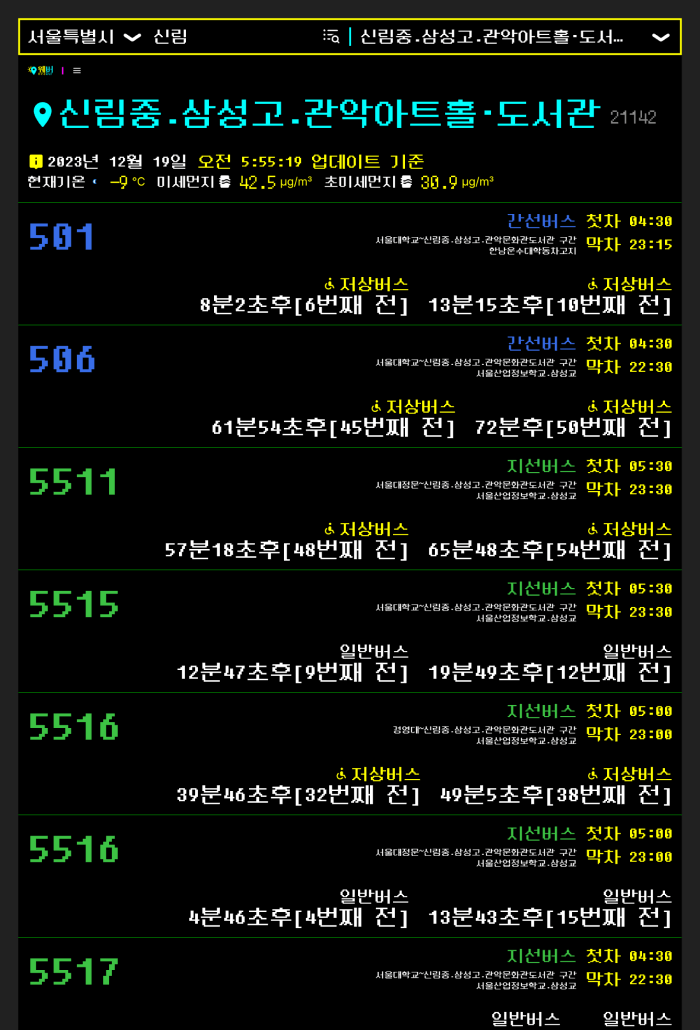 서울특별시 신림 신림중.삼성고.관악아트홀·도서...
신림중.삼성고.관악아트홀·도서관 21142
2023년 12월 19일 오전 5:55:19 업데이트 기준
현재기온 -9 °C 미세먼지 42.5 μg/m³ 초미세먼지 30.9 μg/m³
501 간선버스 첫차 04:30
서울대학교~신림중.삼성고.관악문화관도서관 구간 막차 23:15
한남운수대학동차고지
저상버스 저상버스
8분2초후[6번째 전] 13분15초후[10번째 전]
506 간선버스 첫차 04:30
서울대학교~신림중.삼성고.관악문화관도서관 구간 막차 22:30
서울산업정보학교.삼성교
저상버스 저상버스
61분54초후[45번째 전] 72분후[50번째 전]
5511 지선버스 첫차 05:30
서울대정문~신림중.삼성고.관악문화관도서관 구간 막차 23:30
서울산업정보학교.삼성교
저상버스 저상버스
57분18초후[48번째 전] 65분48초후[54번째 전]
5515 지선버스 첫차 05:30
서울대학교~신림중.삼성고.관악문화관도서관 구간 막차 23:30
서울산업정보학교.삼성교
일반버스 일반버스
12분47초후[9번째 전] 19분49초후[12번째 전]
5516 지선버스 첫차 05:00
경영대~신림중.삼성고.관악문화관도서관 구간 막차 23:00
서울산업정보학교.삼성교
저상버스 저상버스
39분46초후[32번째 전] 49분5초후[38번째 전]
5516 지선버스 첫차 05:00
서울대정문~신림중.삼성고.관악문화관도서관 구간 막차 23:00
서울산업정보학교.삼성교
일반버스 일반버스
4분46초후[4번째 전] 13분43초후[15번째 전]
5517 지선버스 첫차 04:30
서울대학교~신림중.삼성고.관악문화관도서관 구간 막차 22:30
서울산업정보학교.삼성교
일반버스 일반버스